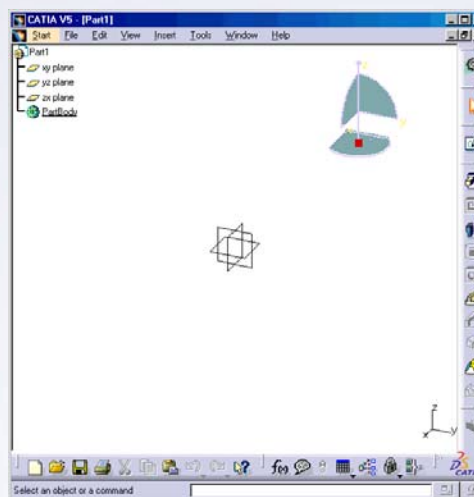 CATIA V5 - [Part1]
Start File Edit View Insert Tools Window Help
Part1
xy plane
yz plane
zx plane
PartBody
z
x y
f(x)
Select an object or a command